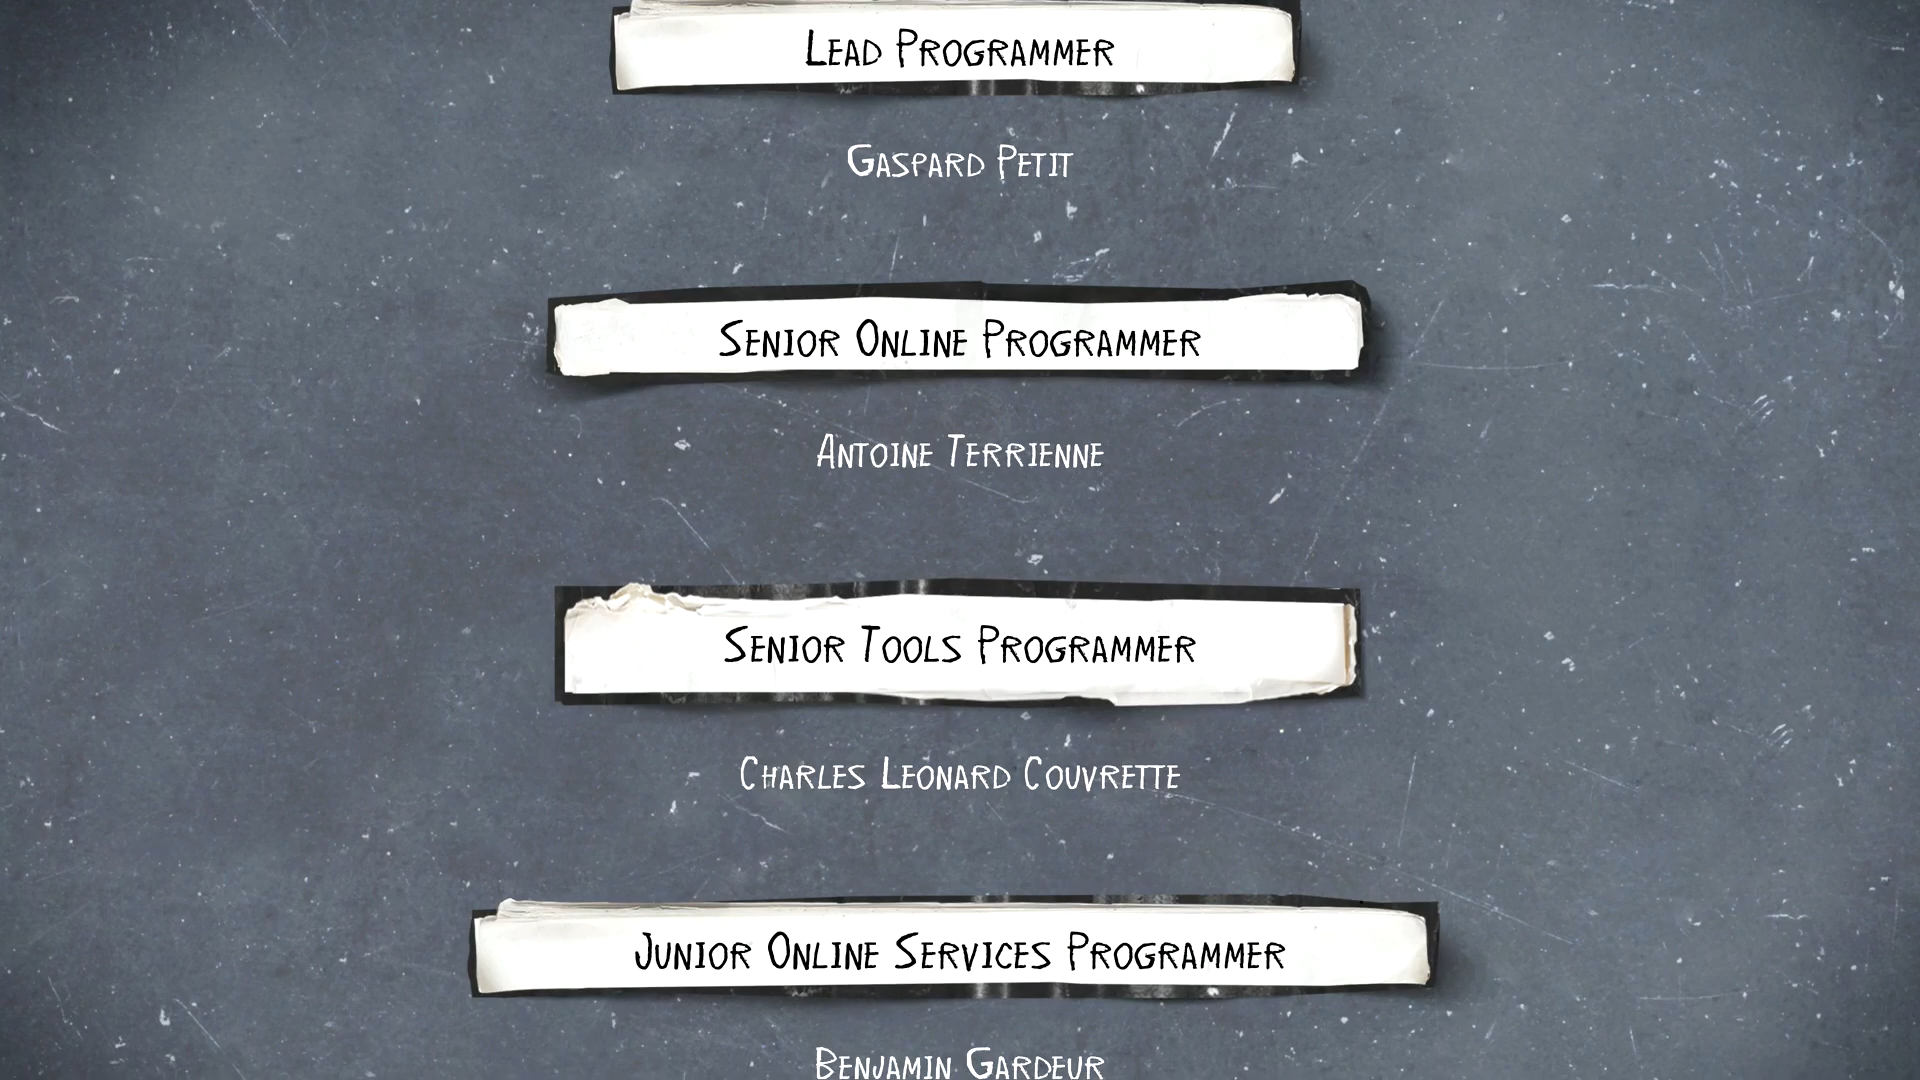 Lead Programmer
Gaspard Petit
Senior Online Programmer
Antoine Terrienne
Senior Tools Programmer
Charles Leonard Couvrette
Junior Online Services Programmer
Benjamin Gardeur